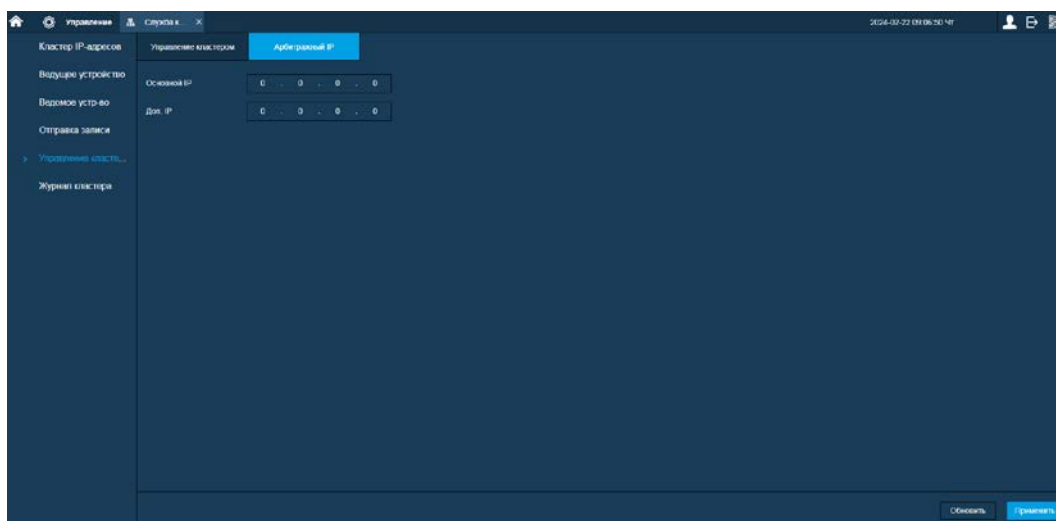 Управление Служба к... × 2024-02-22 09:06:50 Чт
Кластер IP-адресов
Ведущее устройство
Ведомое устр-во
Отправка записи
> Управление класте...
Журнал кластера
Управление кластером Арбитражный IP
Основной IP 0 . 0 . 0 . 0
Доп. IP 0 . 0 . 0 . 0
Обновить Применить